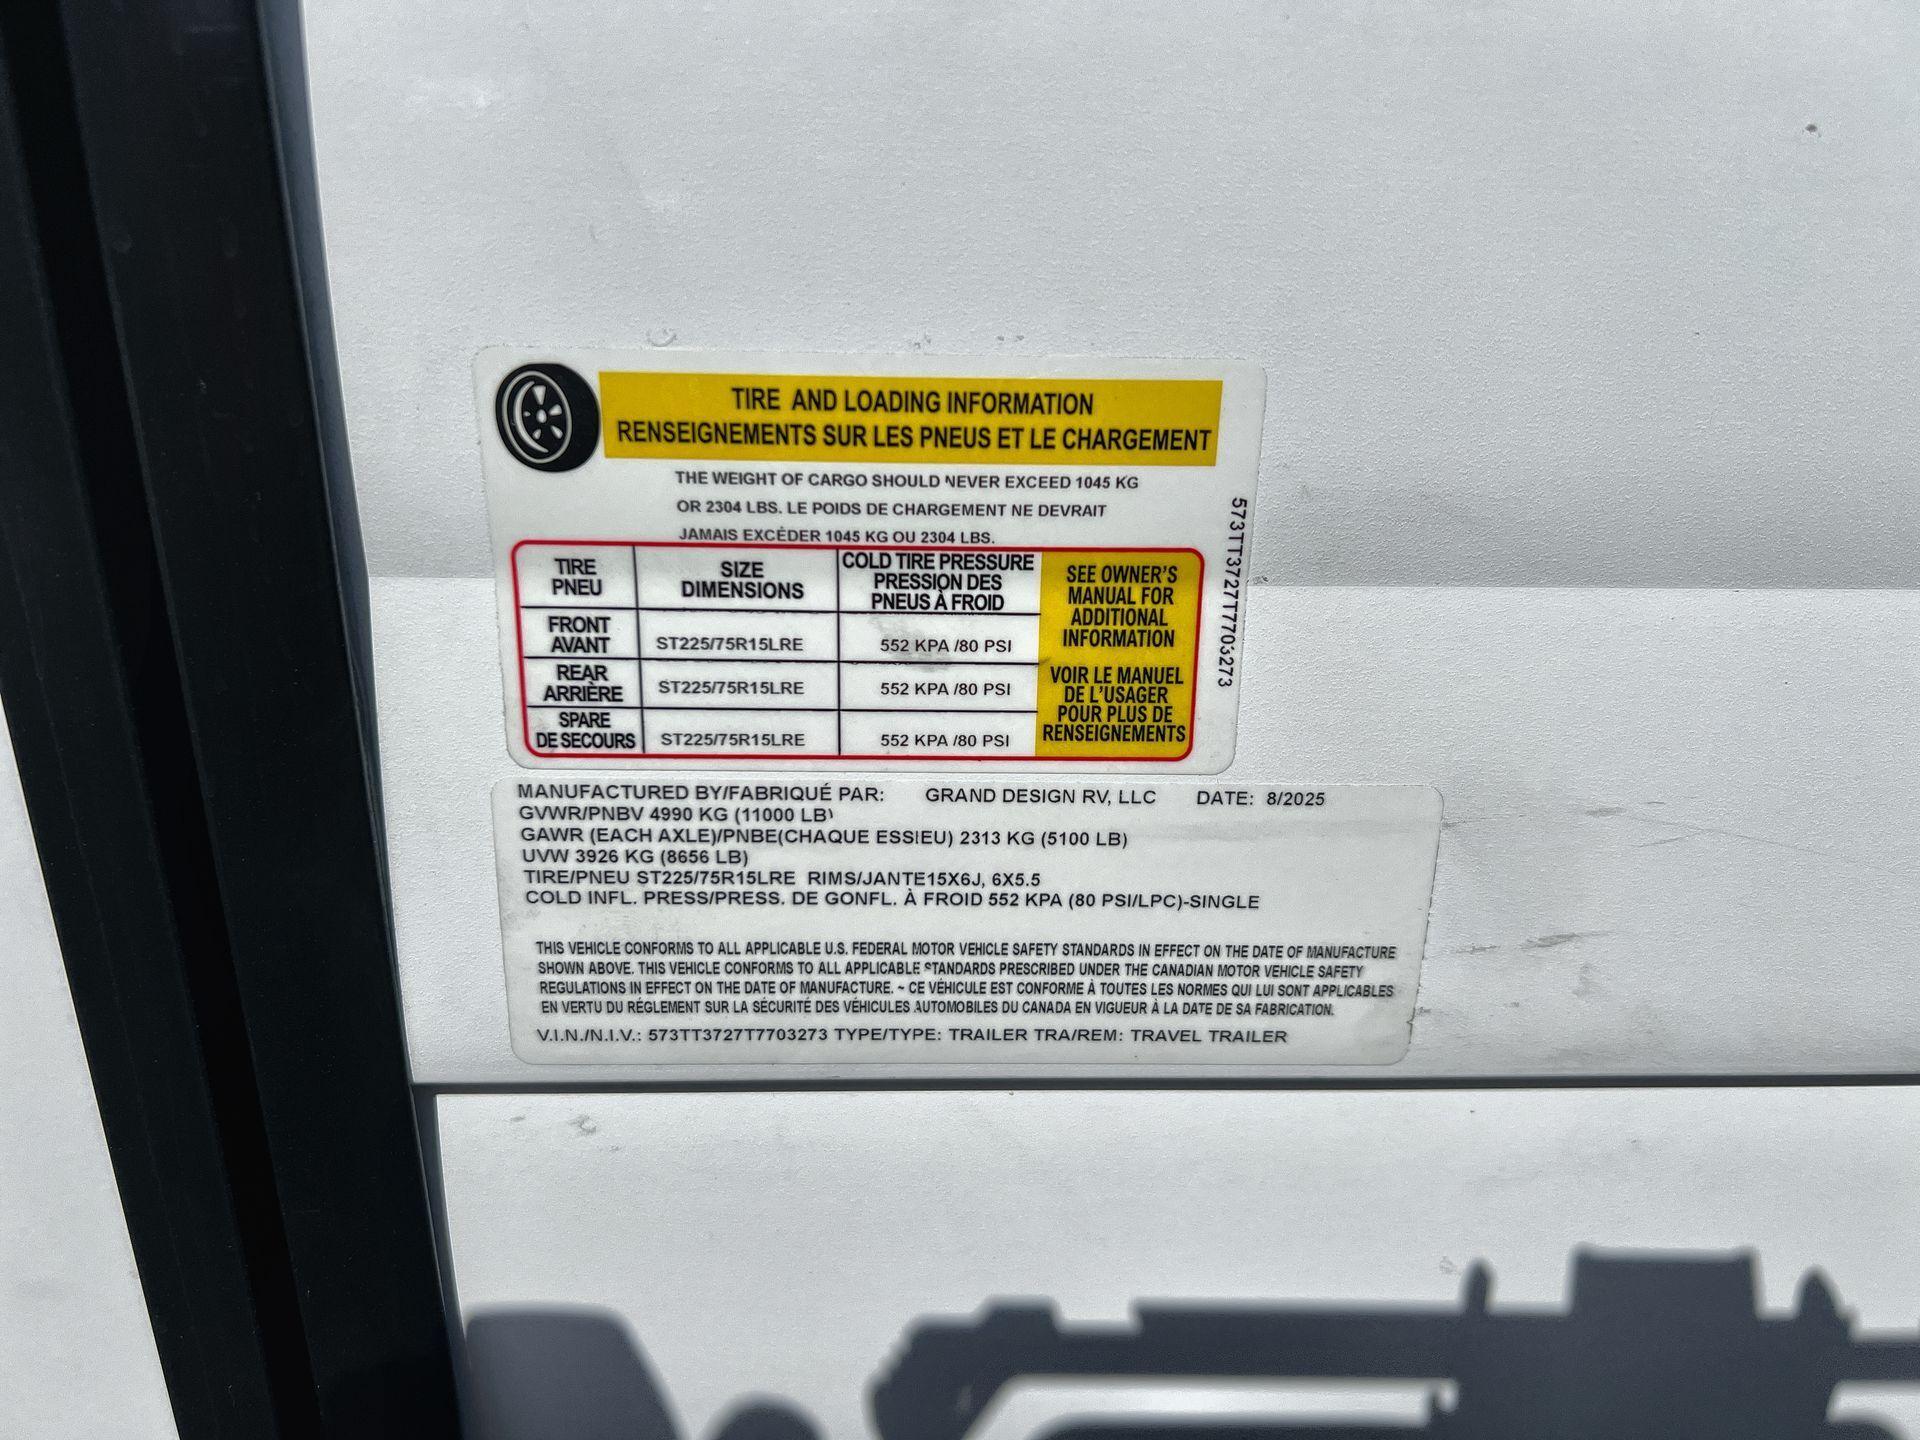 TIRE AND LOADING INFORMATION
RENSEIGNEMENTS SUR LES PNEUS ET LE CHARGEMENT
THE WEIGHT OF CARGO SHOULD NEVER EXCEED 1045 KG
OR 2304 LBS. LE POIDS DE CHARGEMENT NE DEVRAIT
JAMAIS EXCÉDER 1045 KG OU 2304 LBS.
TIRE
PNEU
SIZE
DIMENSIONS
COLD TIRE PRESSURE
PRESSION DES
PNEUS À FROID
FRONT
AVANT
ST225/75R15LRE
552 KPA /80 PSI
REAR
ARRIÈRE
ST225/75R15LRE
552 KPA /80 PSI
SPARE
DE SECOURS
ST225/75R15LRE
552 KPA /80 PSI
SEE OWNER'S
MANUAL FOR
ADDITIONAL
INFORMATION
VOIR LE MANUEL
DE L'USAGER
POUR PLUS DE
RENSEIGNEMENTS
573TT3727T7703273
MANUFACTURED BY/FABRIQUÉ PAR: GRAND DESIGN RV, LLC DATE: 8/2025
GVWR/PNBV 4990 KG (11000 LB)
GAWR (EACH AXLE)/PNBE(CHAQUE ESSIEU) 2313 KG (5100 LB)
UVW 3926 KG (8656 LB)
TIRE/PNEU ST225/75R15LRE RIMS/JANTE15X6J, 6X5.5
COLD INFL. PRESS/PRESS. DE GONFL. À FROID 552 KPA (80 PSI/LPC)-SINGLE
THIS VEHICLE CONFORMS TO ALL APPLICABLE U.S. FEDERAL MOTOR VEHICLE SAFETY STANDARDS IN EFFECT ON THE DATE OF MANUFACTURE
SHOWN ABOVE. THIS VEHICLE CONFORMS TO ALL APPLICABLE STANDARDS PRESCRIBED UNDER THE CANADIAN MOTOR VEHICLE SAFETY
REGULATIONS IN EFFECT ON THE DATE OF MANUFACTURE. ~ CE VÉHICULE EST CONFORME À TOUTES LES NORMES QUI LUI SONT APPLICABLES
EN VERTU DU RÉGLEMENT SUR LA SÉCURITÉ DES VÉHICULES AUTOMOBILES DU CANADA EN VIGUEUR À LA DATE DE SA FABRICATION.
V.I.N./N.I.V.: 573TT3727T7703273 TYPE/TYPE: TRAILER TRA/REM: TRAVEL TRAILER